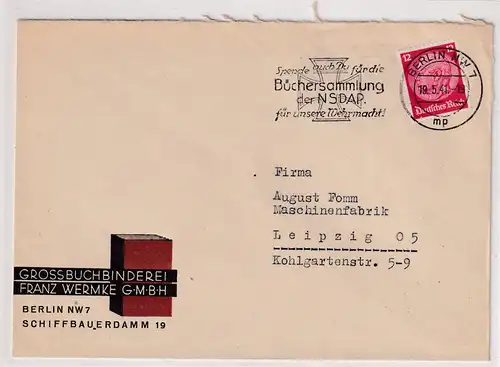 Spende auch Du für die
Büchersammlung
der NSDAP.
für unsere Wehrmacht!
BERLIN NW 7
19.5.41.
mp
12 12
Deutsches Reich
Firma
August Fomm
Maschinenfabrik
Leipzig O5
Kohlgartenstr. 5-9
GROSSBUCHBINDEREI
FRANZ WERMKE G·M·B·H
BERLIN NW7
SCHIFFBAUERDAMM 19